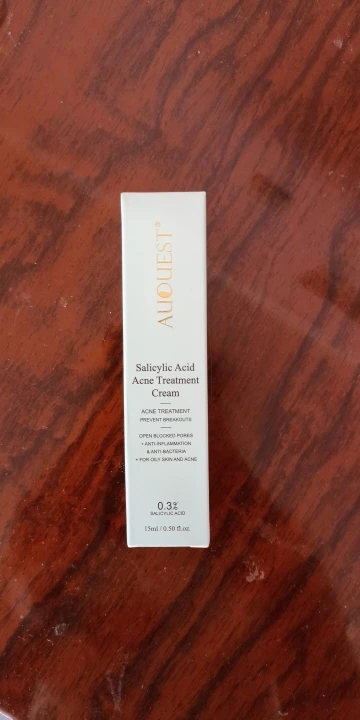 AUQUEST®
Salicylic Acid
Acne Treatment
Cream
ACNE TREATMENT
PREVENT BREAKOUTS
OPEN BLOCKED PORES
• ANTI-INFLAMMATION
& ANTI-BACTERIA
• FOR OILY SKIN AND ACNE
0.3%
SALICYLIC ACID
15ml / 0.50 fl.oz